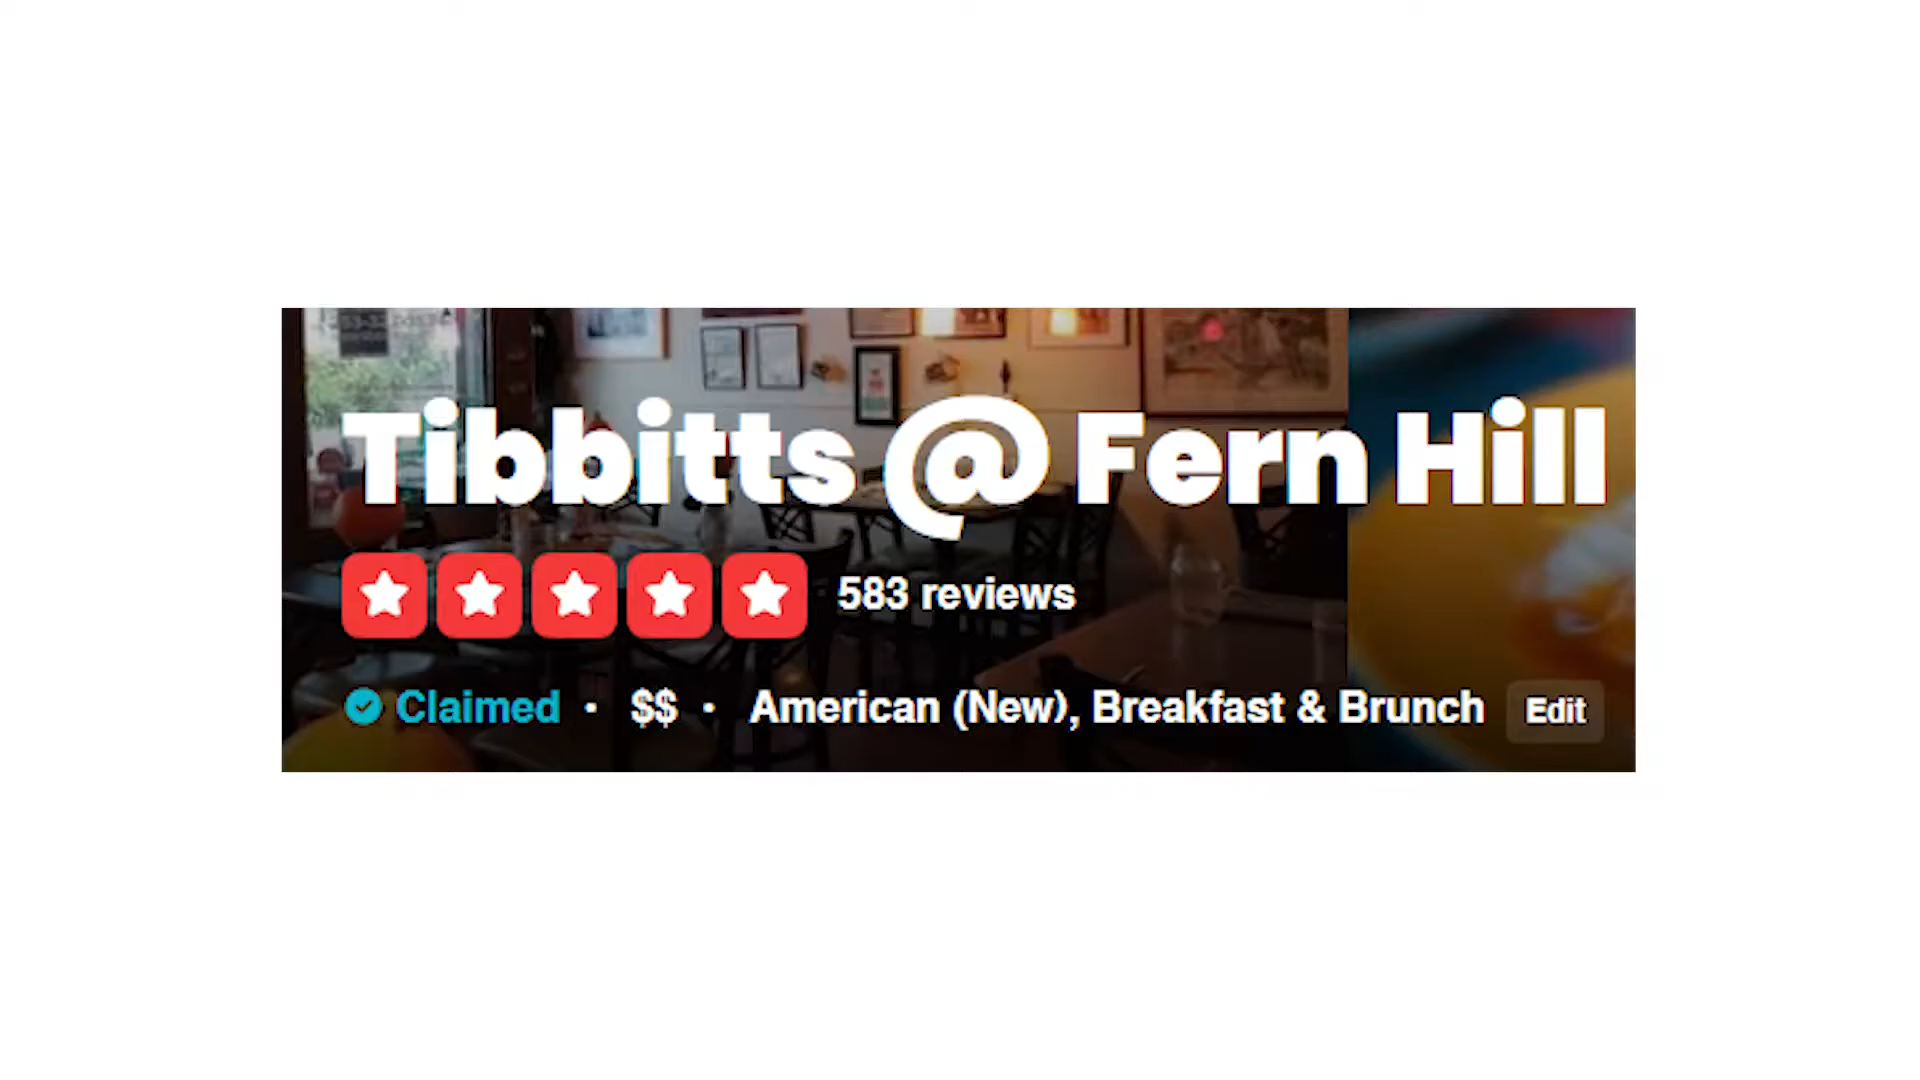 Tibbitts @ Fern Hill
583 reviews
Claimed · $$ · American (New), Breakfast & Brunch Edit